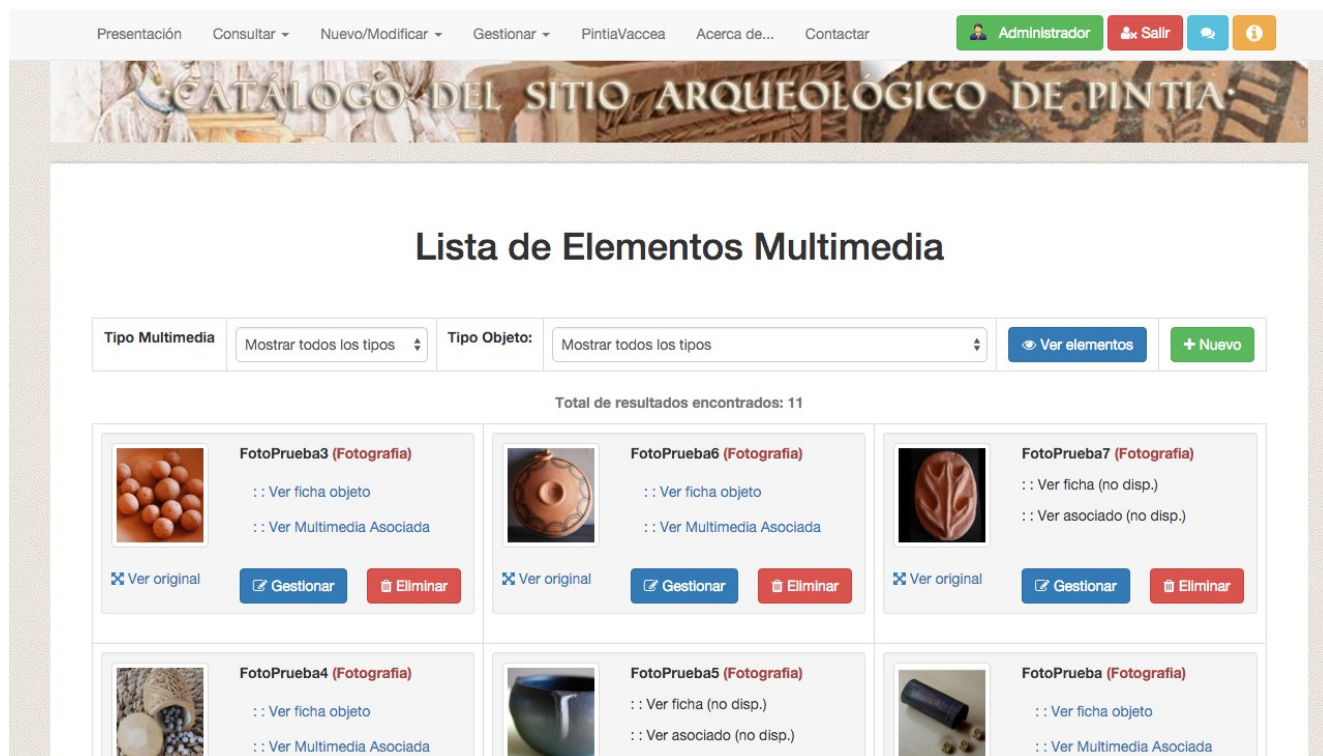 Presentación Consultar Nuevo/Modificar Gestionar PintiaVaccea Acerca de... Contactar Administrador Salir
·CATÁLOGO DEL SITIO ARQUEOLÓGICO DE PINTIA·
Lista de Elementos Multimedia
Tipo Multimedia Mostrar todos los tipos Tipo Objeto: Mostrar todos los tipos Ver elementos + Nuevo
Total de resultados encontrados: 11
FotoPrueba3 (Fotografia)
: : Ver ficha objeto
: : Ver Multimedia Asociada
Ver original Gestionar Eliminar
FotoPrueba6 (Fotografia)
: : Ver ficha objeto
: : Ver Multimedia Asociada
Ver original Gestionar Eliminar
FotoPrueba7 (Fotografia)
: : Ver ficha (no disp.)
: : Ver asociado (no disp.)
Ver original Gestionar Eliminar
FotoPrueba4 (Fotografia)
: : Ver ficha objeto
: : Ver Multimedia Asociada
FotoPrueba5 (Fotografia)
: : Ver ficha (no disp.)
: : Ver asociado (no disp.)
FotoPrueba (Fotografia)
: : Ver ficha objeto
: : Ver Multimedia Asociada